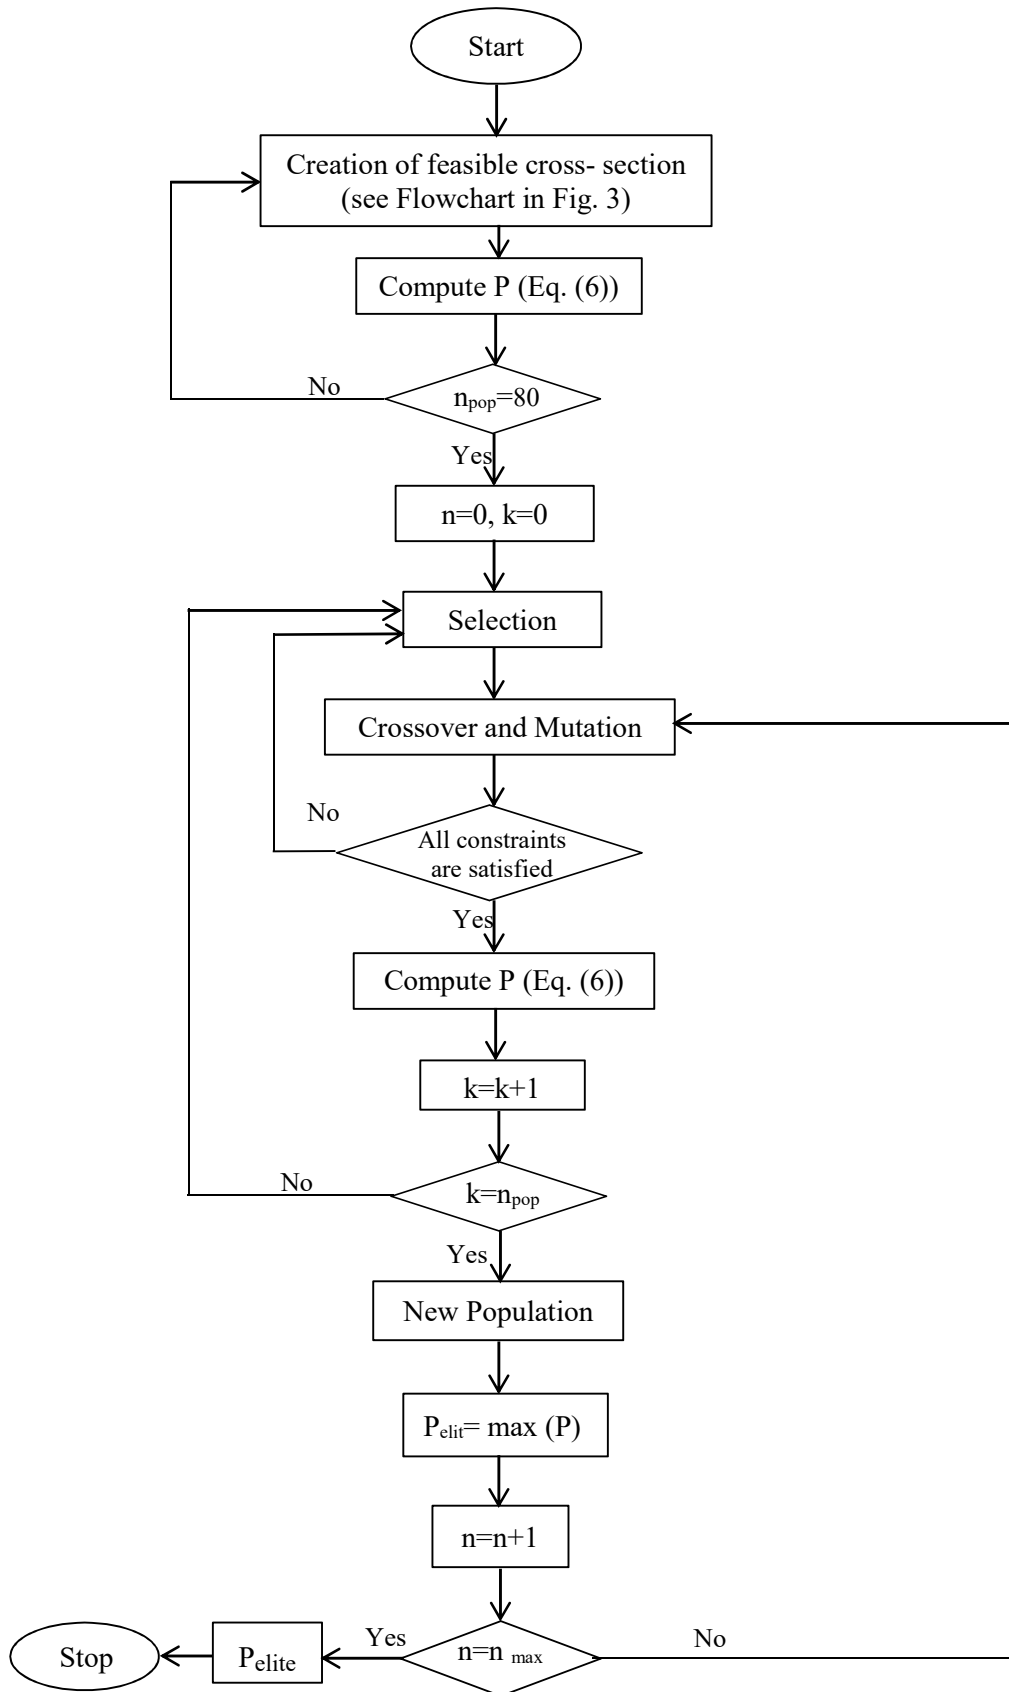 Start
Creation of feasible cross- section
(see Flowchart in Fig. 3)
Compute P (Eq. (6))
No
npop=80
Yes
n=0, k=0
Selection
Crossover and Mutation
No
All constraints
are satisfied
Yes
Compute P (Eq. (6))
k=k+1
No
k=npop
Yes
New Population
Pelit= max (P)
n=n+1
Stop
Pelite
Yes
n=n max
No